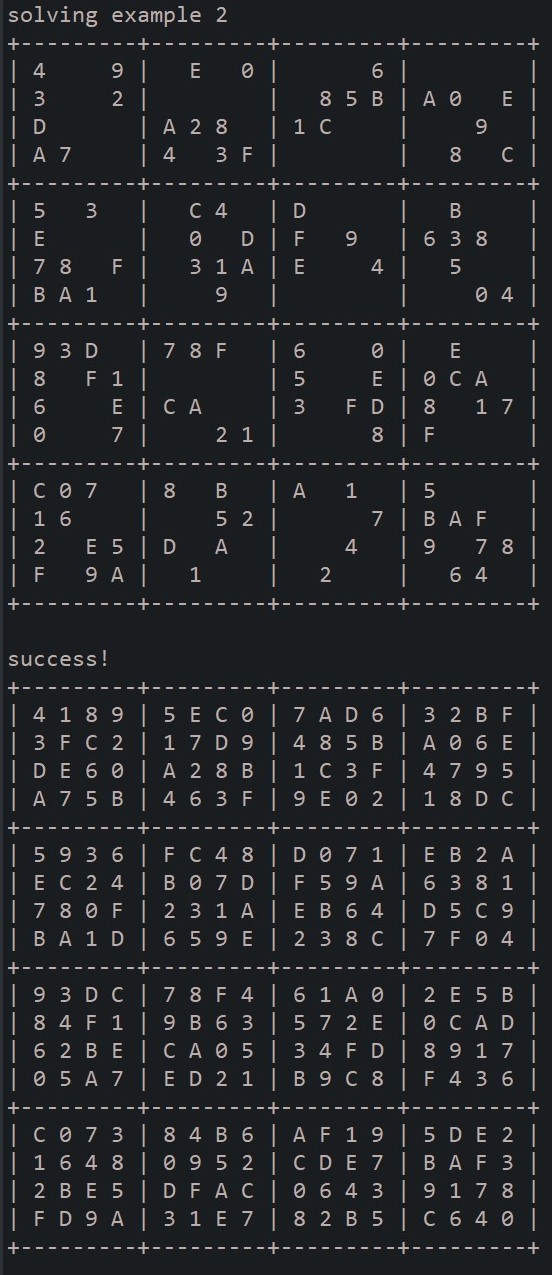 solving example 2
+---------+---------+---------+---------+
| 4     9 |   E   0 |       6 |         |
| 3     2 |         |   8 5 B | A 0   E |
| D       | A 2 8   | 1 C     |     9   |
| A 7     | 4   3 F |         |   8   C |
+---------+---------+---------+---------+
| 5   3   |   C 4   | D       |   B     |
| E       |   0   D | F   9   | 6 3 8   |
| 7 8   F |   3 1 A | E     4 |   5     |
| B A 1   |     9   |         |     0 4 |
+---------+---------+---------+---------+
| 9 3 D   | 7 8 F   | 6     0 |   E     |
| 8   F 1 |         | 5     E | 0 C A   |
| 6     E | C A     | 3   F D | 8   1 7 |
| 0     7 |     2 1 |       8 | F       |
+---------+---------+---------+---------+
| C 0 7   | 8   B   | A   1   | 5       |
| 1 6     |     5 2 |       7 | B A F   |
| 2   E 5 | D   A   |     4   | 9   7 8 |
| F   9 A |   1     |   2     |   6 4   |
+---------+---------+---------+---------+

success!
+---------+---------+---------+---------+
| 4 1 8 9 | 5 E C 0 | 7 A D 6 | 3 2 B F |
| 3 F C 2 | 1 7 D 9 | 4 8 5 B | A 0 6 E |
| D E 6 0 | A 2 8 B | 1 C 3 F | 4 7 9 5 |
| A 7 5 B | 4 6 3 F | 9 E 0 2 | 1 8 D C |
+---------+---------+---------+---------+
| 5 9 3 6 | F C 4 8 | D 0 7 1 | E B 2 A |
| E C 2 4 | B 0 7 D | F 5 9 A | 6 3 8 1 |
| 7 8 0 F | 2 3 1 A | E B 6 4 | D 5 C 9 |
| B A 1 D | 6 5 9 E | 2 3 8 C | 7 F 0 4 |
+---------+---------+---------+---------+
| 9 3 D C | 7 8 F 4 | 6 1 A 0 | 2 E 5 B |
| 8 4 F 1 | 9 B 6 3 | 5 7 2 E | 0 C A D |
| 6 2 B E | C A 0 5 | 3 4 F D | 8 9 1 7 |
| 0 5 A 7 | E D 2 1 | B 9 C 8 | F 4 3 6 |
+---------+---------+---------+---------+
| C 0 7 3 | 8 4 B 6 | A F 1 9 | 5 D E 2 |
| 1 6 4 8 | 0 9 5 2 | C D E 7 | B A F 3 |
| 2 B E 5 | D F A C | 0 6 4 3 | 9 1 7 8 |
| F D 9 A | 3 1 E 7 | 8 2 B 5 | C 6 4 0 |
+---------+---------+---------+---------+